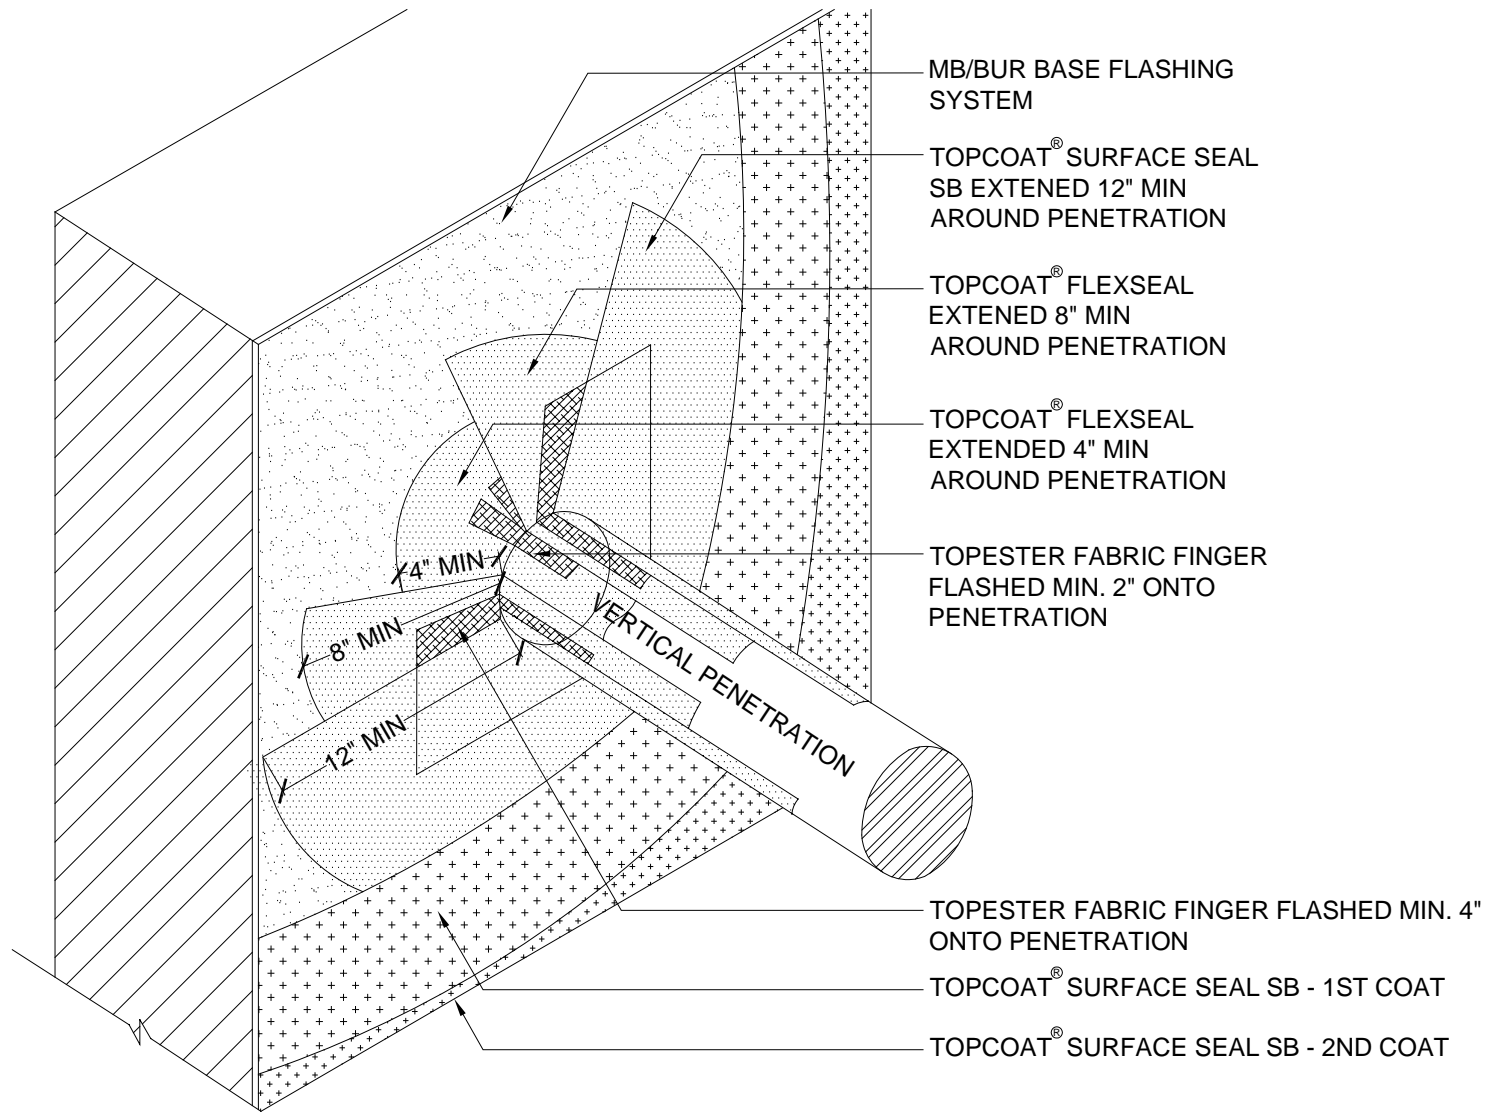 MB/BUR BASE FLASHING
SYSTEM
TOPCOAT® SURFACE SEAL
SB EXTENED 12" MIN
AROUND PENETRATION
TOPCOAT® FLEXSEAL
EXTENED 8" MIN
AROUND PENETRATION
TOPCOAT® FLEXSEAL
EXTENDED 4" MIN
AROUND PENETRATION
TOPESTER FABRIC FINGER
FLASHED MIN. 2" ONTO
PENETRATION
4" MIN
8" MIN
12" MIN
VERTICAL PENETRATION
TOPESTER FABRIC FINGER FLASHED MIN. 4"
ONTO PENETRATION
TOPCOAT® SURFACE SEAL SB - 1ST COAT
TOPCOAT® SURFACE SEAL SB - 2ND COAT